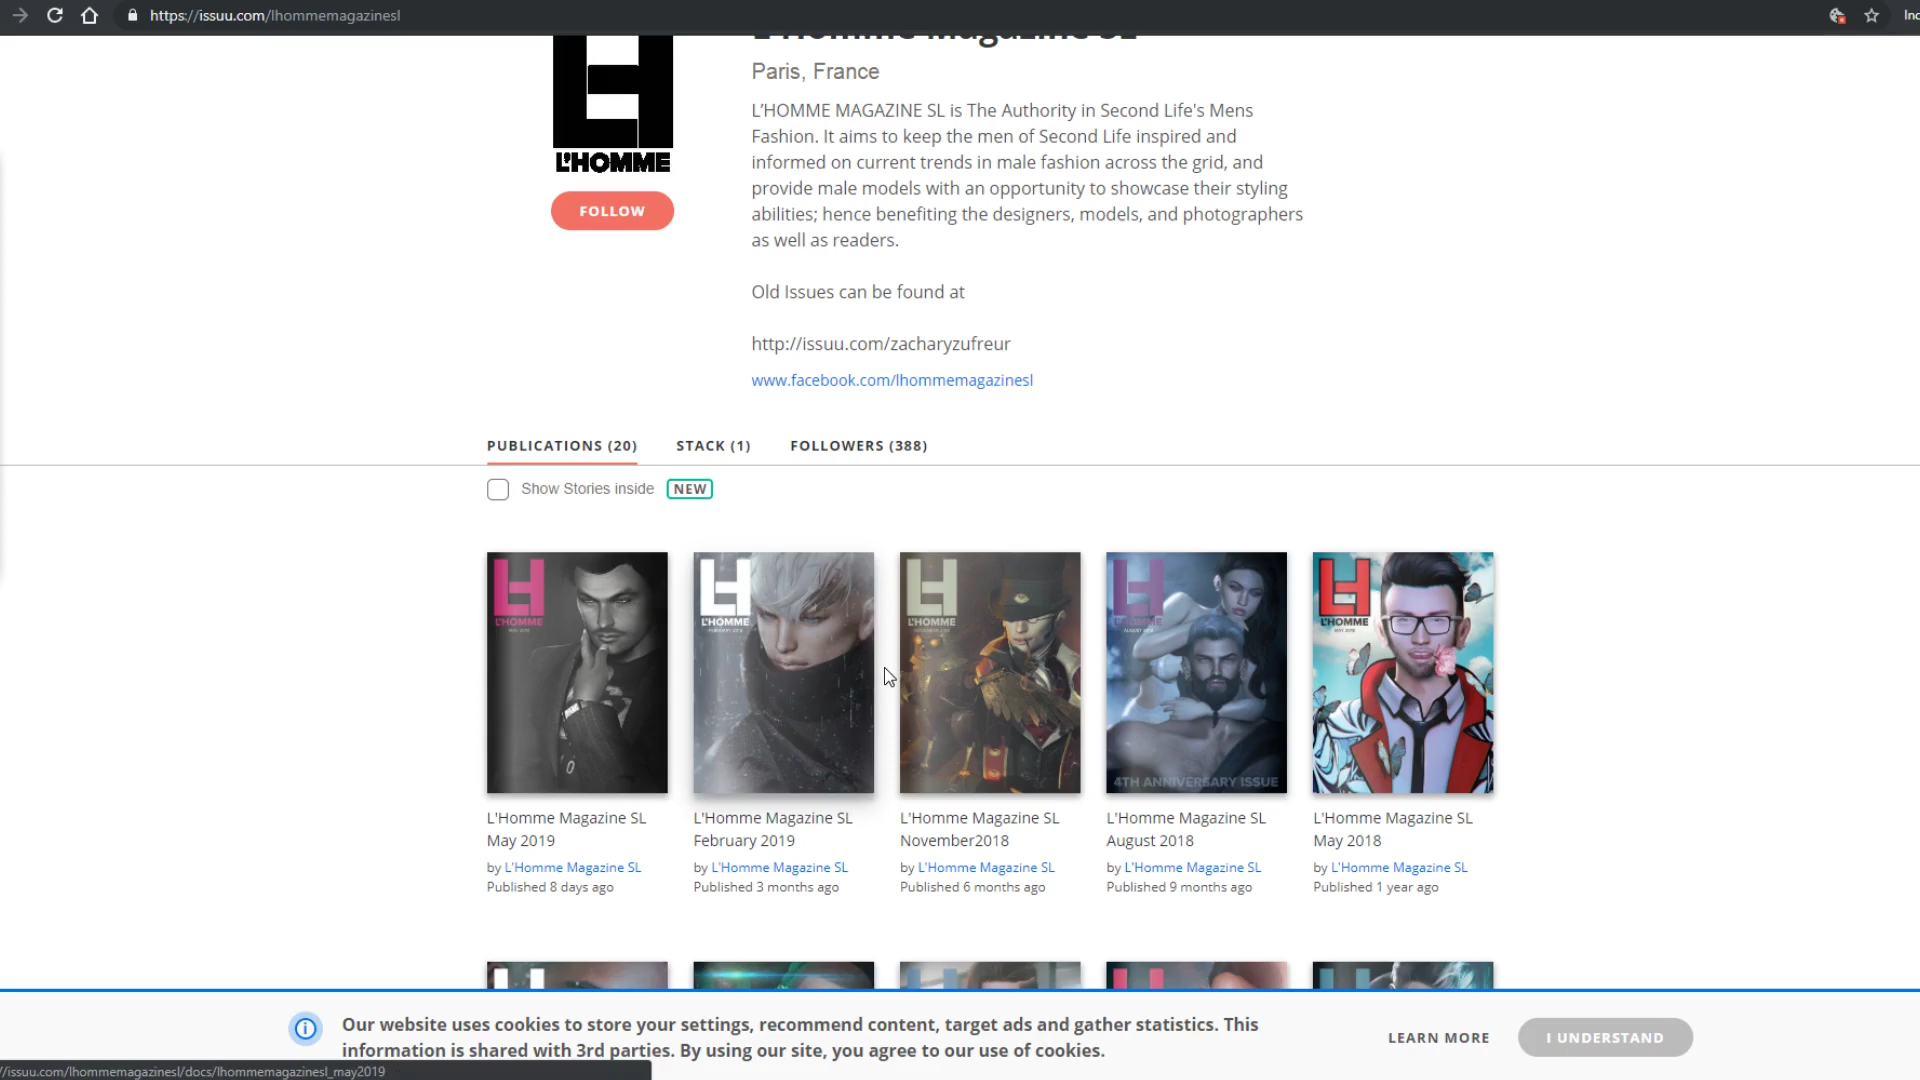 https://issuu.com/lhommemagazinesl
L'Homme Magazine SL
Paris, France
L'HOMME MAGAZINE SL is The Authority in Second Life's Mens
Fashion. It aims to keep the men of Second Life inspired and
informed on current trends in male fashion across the grid, and
provide male models with an opportunity to showcase their styling
abilities; hence benefiting the designers, models, and photographers
as well as readers.
L'HOMME
FOLLOW
Old Issues can be found at
http://issuu.com/zacharyzufreur
www.facebook.com/lhommemagazinesl
PUBLICATIONS (20) STACK (1) FOLLOWERS (388)
Show Stories inside NEW
L'HOMME L'HOMME L'HOMME L'HOMME L'HOMME
4TH ANNIVERSARY ISSUE
L'Homme Magazine SL
May 2019
by L'Homme Magazine SL
Published 8 days ago
L'Homme Magazine SL
February 2019
by L'Homme Magazine SL
Published 3 months ago
L'Homme Magazine SL
November2018
by L'Homme Magazine SL
Published 6 months ago
L'Homme Magazine SL
August 2018
by L'Homme Magazine SL
Published 9 months ago
L'Homme Magazine SL
May 2018
by L'Homme Magazine SL
Published 1 year ago
Our website uses cookies to store your settings, recommend content, target ads and gather statistics. This
information is shared with 3rd parties. By using our site, you agree to our use of cookies.
LEARN MORE
I UNDERSTAND
/issuu.com/lhommemagazinesl/docs/lhommemagazinesl_may2019